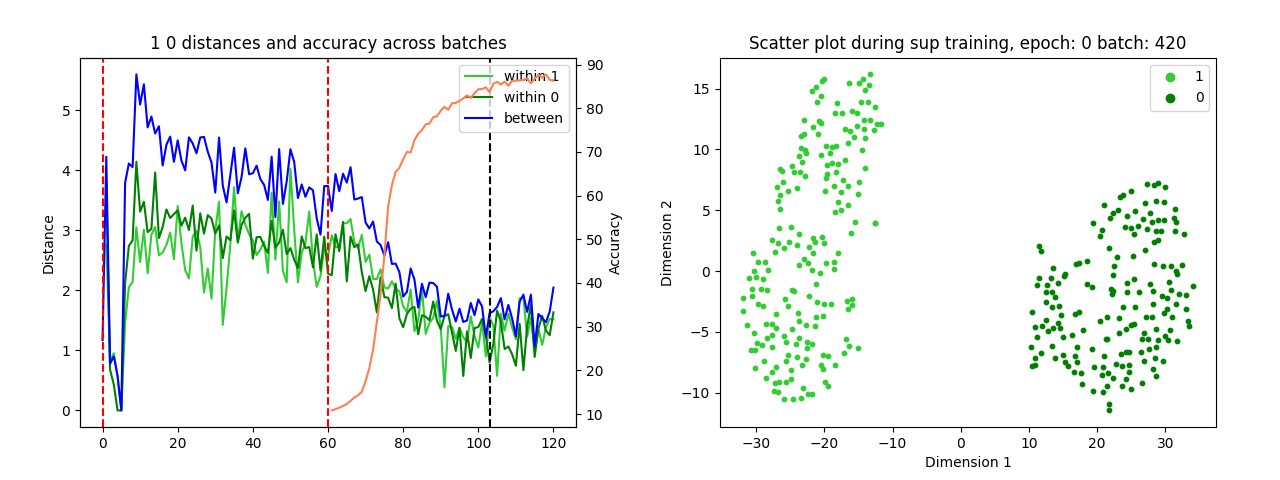 1 0 distances and accuracy across batches
Distance
5
4
3
2
1
0
0 20 40 60 80 100 120
within 1
within 0
between
90
80
70
60
50
40
30
20
10
Accuracy
Scatter plot during sup training, epoch: 0 batch: 420
Dimension 2
15
10
5
0
−5
−10
1
0
−30 −20 −10 0 10 20 30
Dimension 1